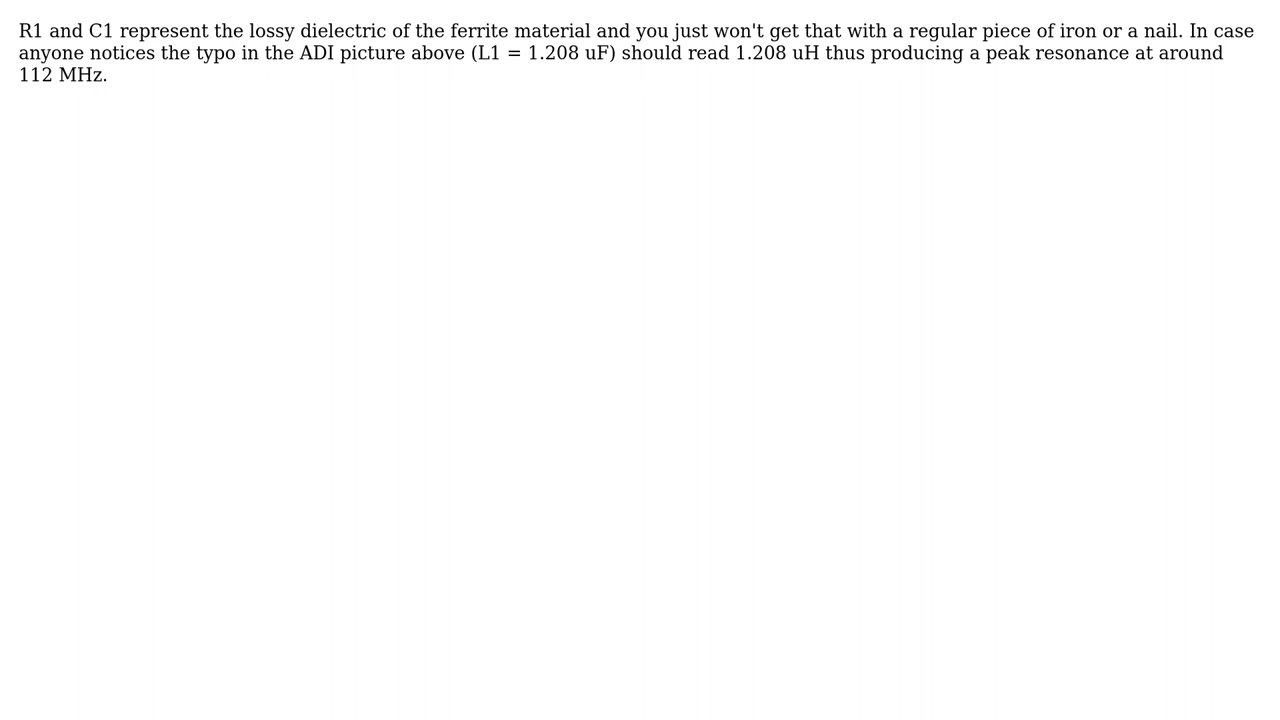 R1 and C1 represent the lossy dielectric of the ferrite material and you just won't get that with a regular piece of iron or a nail. In case
anyone notices the typo in the ADI picture above (L1 = 1.208 uF) should read 1.208 uH thus producing a peak resonance at around
112 MHz.